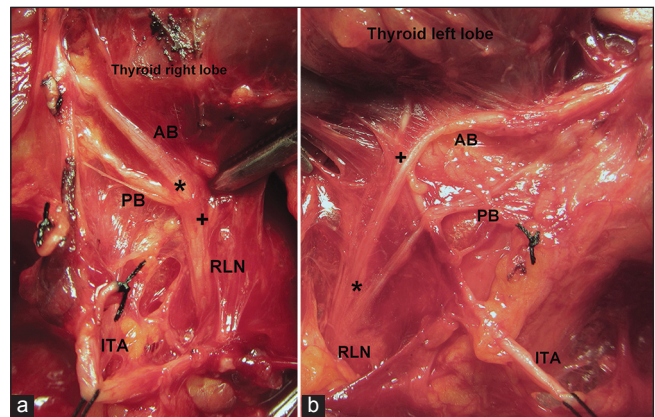 Thyroid right lobe
AB
*
PB
+
RLN
ITA
a
Thyroid left lobe
AB
+
PB
*
RLN
ITA
b